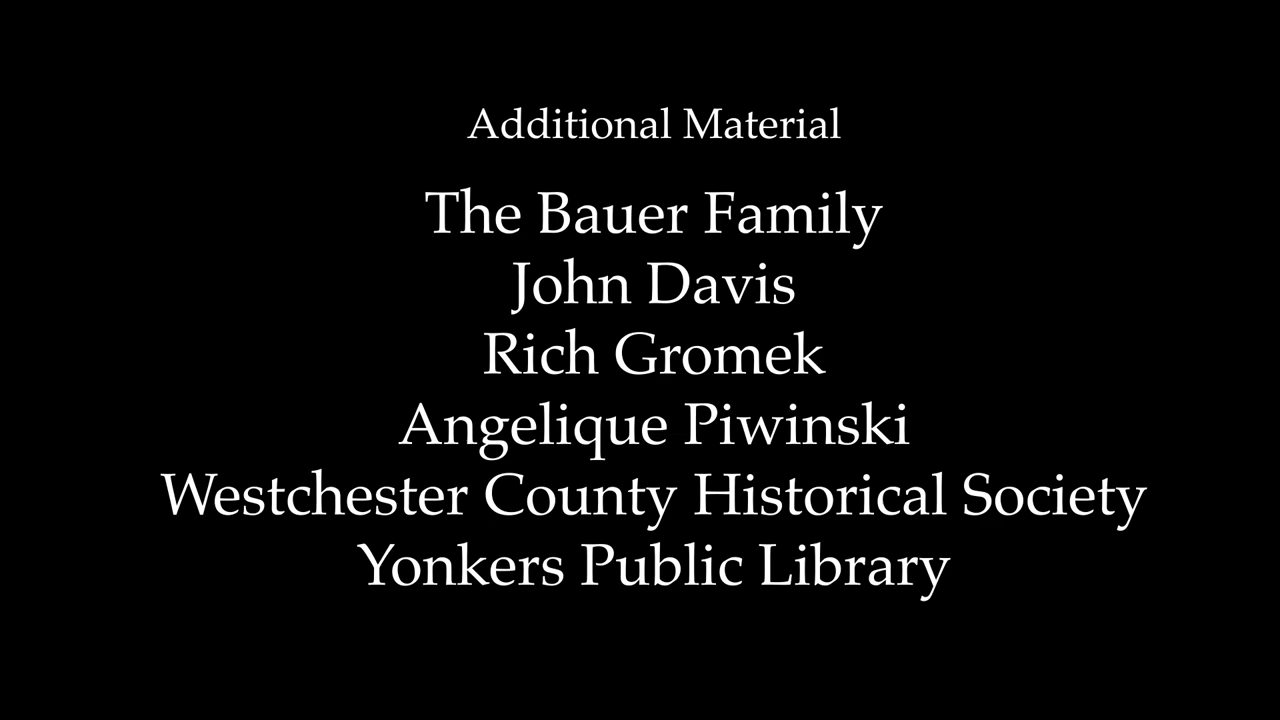 Additional Material
The Bauer Family
John Davis
Rich Gromek
Angelique Piwinski
Westchester County Historical Society
Yonkers Public Library